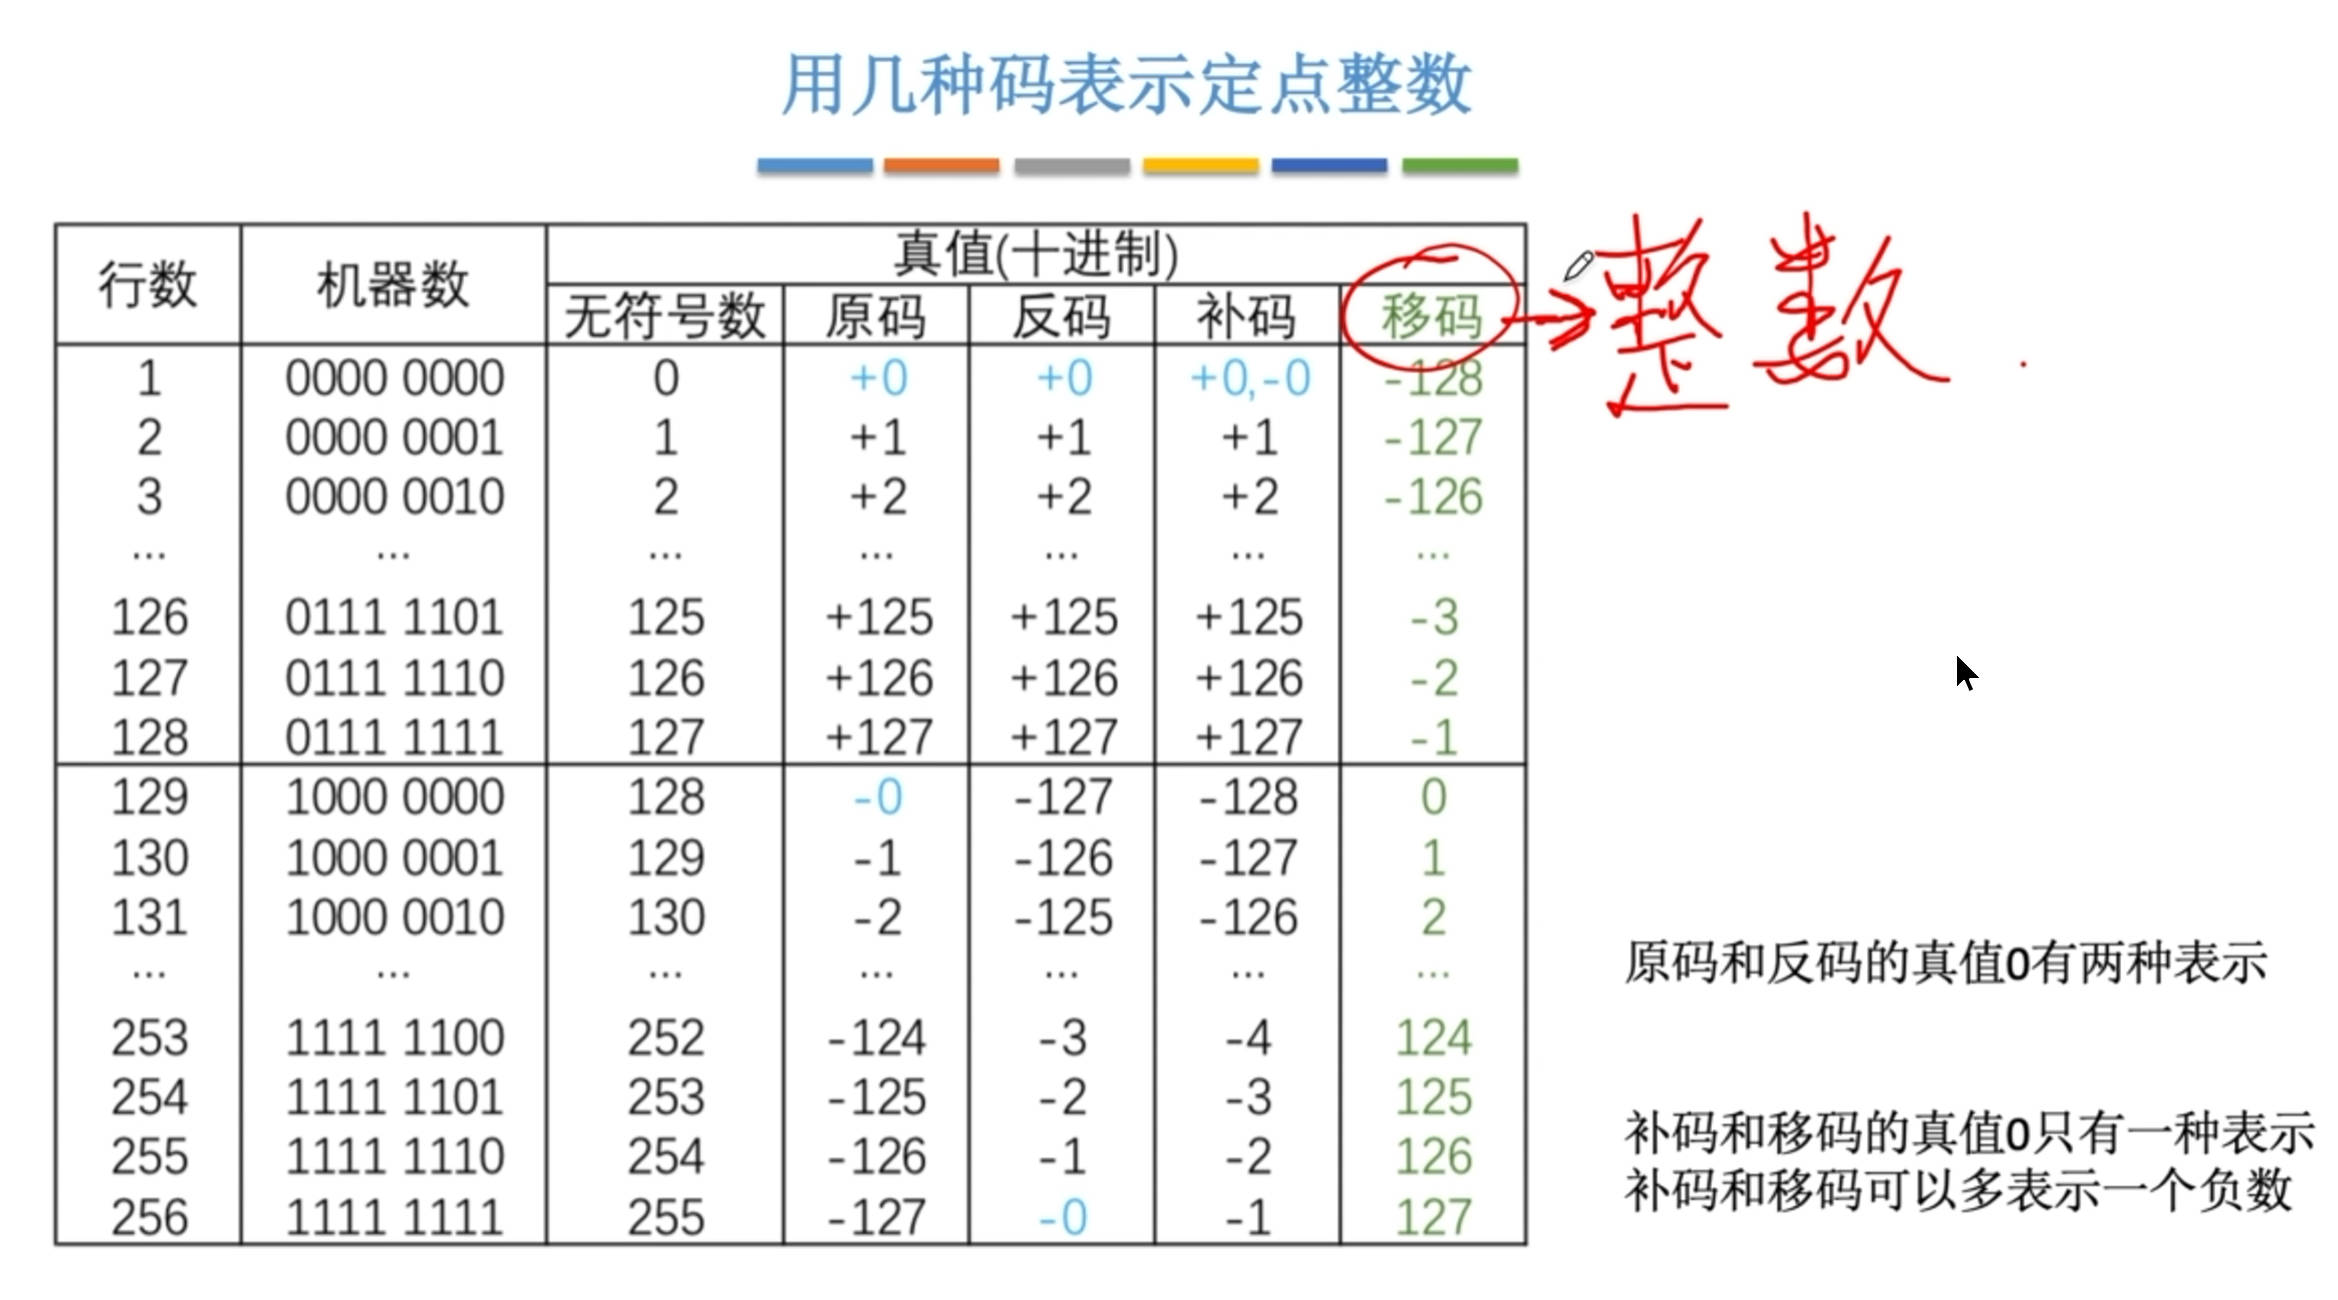 用几种码表示定点整数
行数 机器数 真值(十进制)
无符号数 原码 反码 补码 移码 整数
1 0000 0000 0 +0 +0 +0,-0 -128
2 0000 0001 1 +1 +1 +1 -127
3 0000 0010 2 +2 +2 +2 -126
... ... ... ... ... ... ...
126 0111 1101 125 +125 +125 +125 -3
127 0111 1110 126 +126 +126 +126 -2
128 0111 1111 127 +127 +127 +127 -1
129 1000 0000 128 -0 -127 -128 0
130 1000 0001 129 -1 -126 -127 1
131 1000 0010 130 -2 -125 -126 2
... ... ... ... ... ... ...
253 1111 1100 252 -124 -3 -4 124
254 1111 1101 253 -125 -2 -3 125
255 1111 1110 254 -126 -1 -2 126
256 1111 1111 255 -127 -0 -1 127
原码和反码的真值0有两种表示
补码和移码的真值0只有一种表示
补码和移码可以多表示一个负数